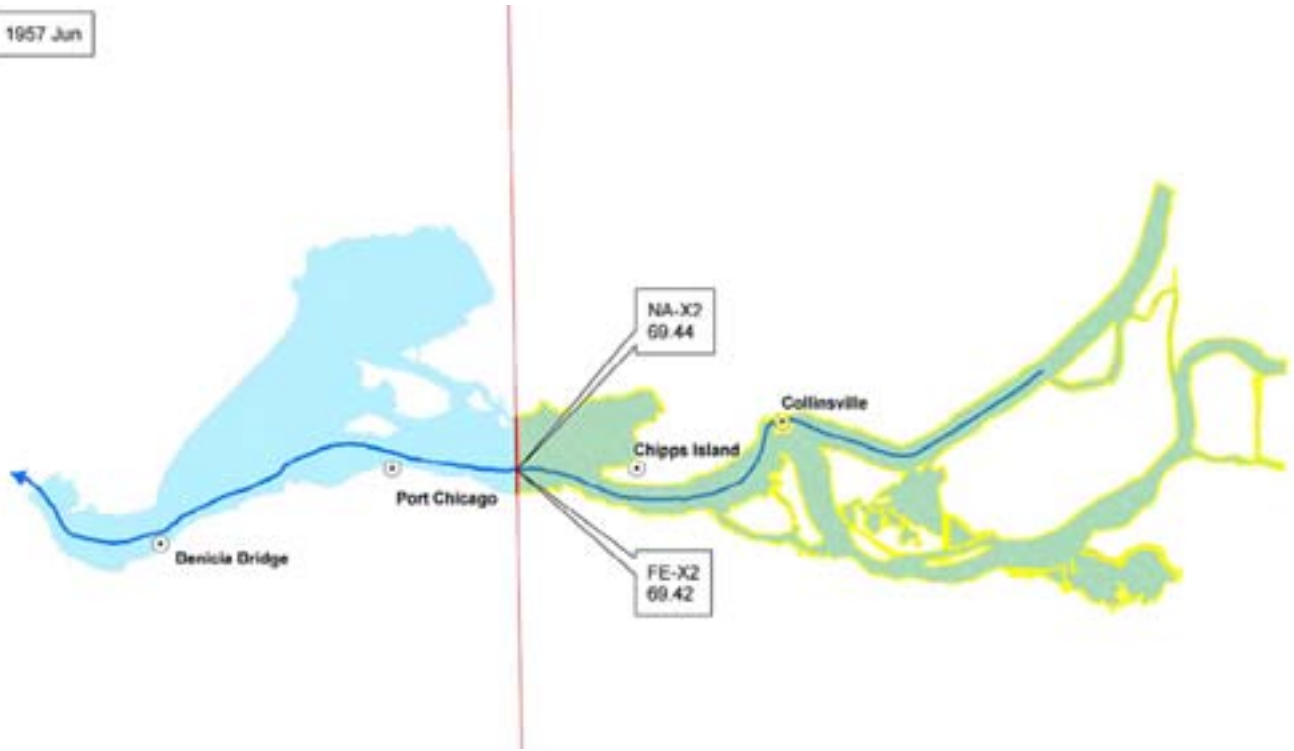 1957 Jun
NA-X2
69.44
Collinsville
Chipps Island
Port Chicago
Benicia Bridge
FE-X2
69.42